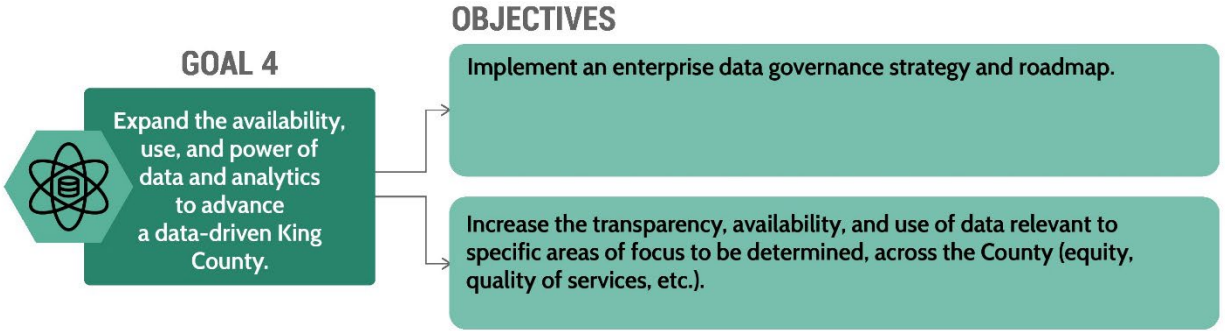 GOAL 4
Expand the availability,
use, and power of
data and analytics
to advance
a data-driven King
County.
OBJECTIVES
Implement an enterprise data governance strategy and roadmap.
Increase the transparency, availability, and use of data relevant to
specific areas of focus to be determined, across the County (equity,
quality of services, etc.).